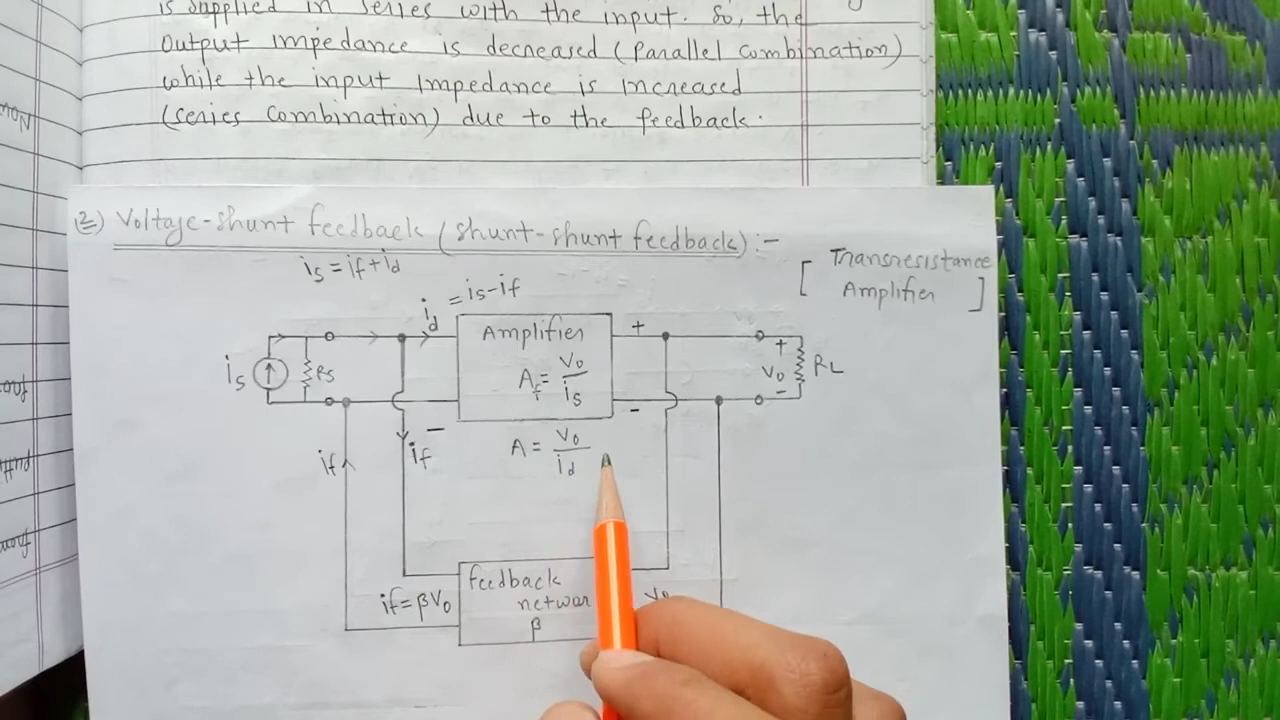 is supplied in series with the input. So, the
output impedance is decreased (Parallel combination)
while the input impedance is increased
(series combination) due to the feedback.
2) Voltage-shunt feedback (shunt-shunt feedback) :-
[ Transresistance
Amplifier ]
is = if + id
id = is - if
Amplifier
Af = Vo / is
A = Vo / id
is
Rs
+
-
+
Vo
-
RL
if
-
if
if = βVo
feedback
networ
β
Vo